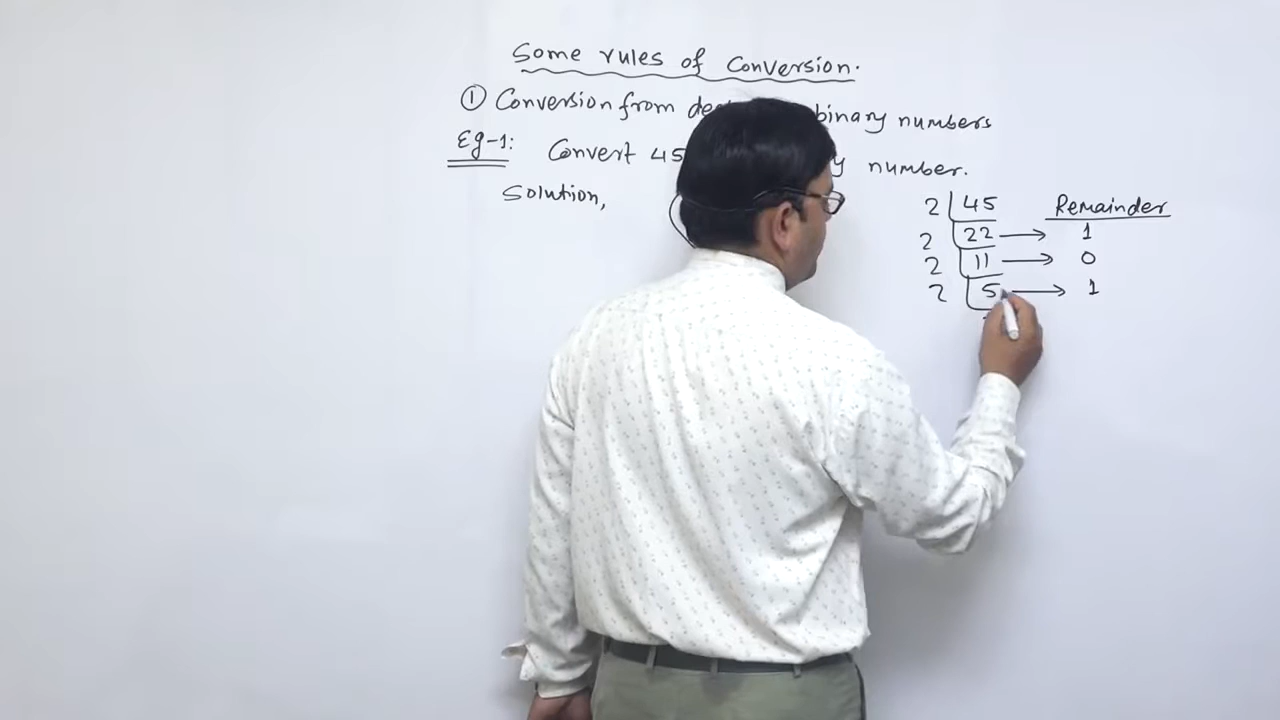 Some rules of Conversion.
① Conversion from binary numbers
Eg-1: Convert 45 number.
Solution,
2 45 Remainder
2 22 → 1
2 11 → 0
2 5 → 1